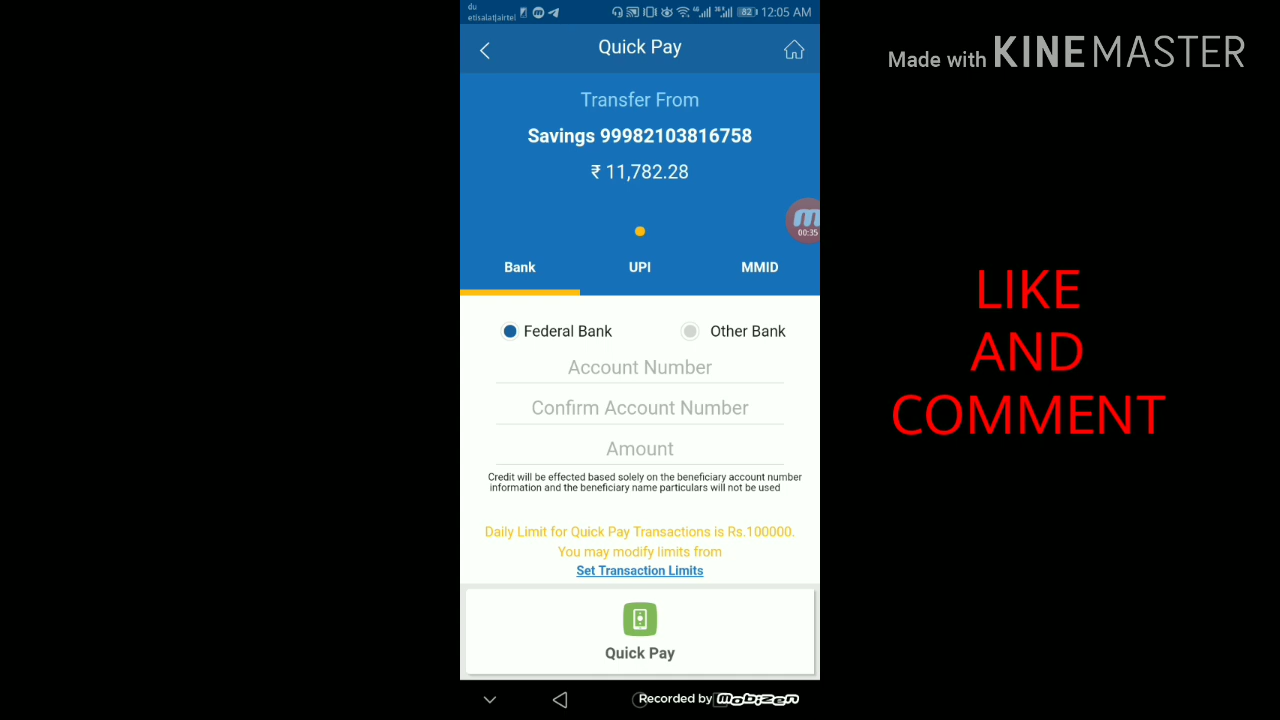 du
etisalat|airtel
82
12:05 AM
Quick Pay
Transfer From
Savings 99982103816758
₹ 11,782.28
00:35
Bank
UPI
MMID
Federal Bank
Other Bank
Account Number
Confirm Account Number
Amount
Credit will be effected based solely on the beneficiary account number
information and the beneficiary name particulars will not be used
Daily Limit for Quick Pay Transactions is Rs.100000.
You may modify limits from
Set Transaction Limits
Quick Pay
Recorded by mobizen
Made with KINEMASTER
LIKE
AND
COMMENT